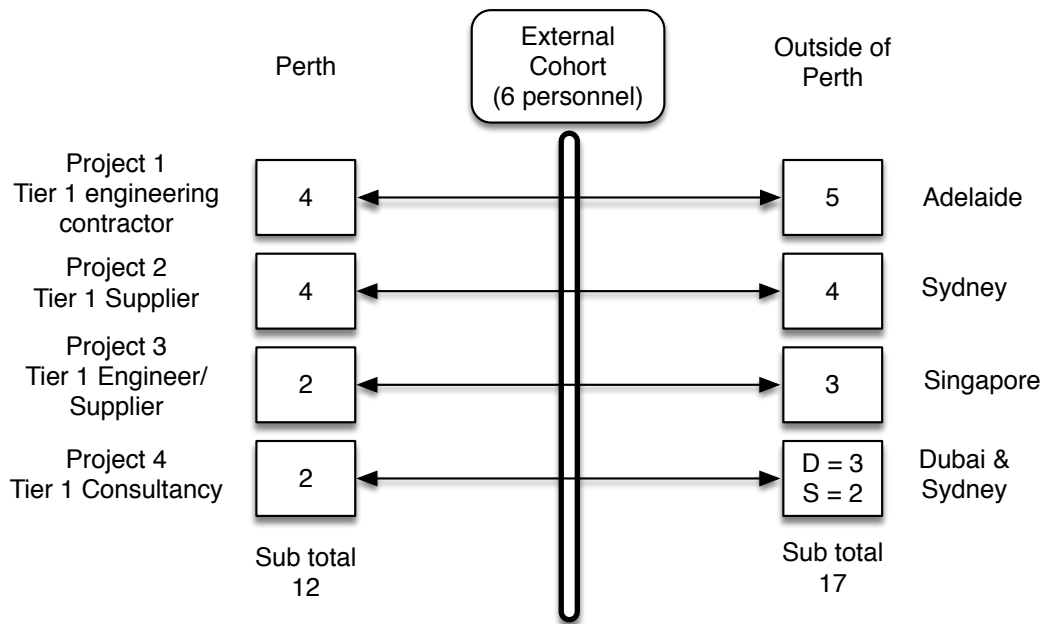 Perth
External
Cohort
(6 personnel)
Outside of
Perth
Project 1
Tier 1 engineering
contractor
4
5
Adelaide
Project 2
Tier 1 Supplier
4
4
Sydney
Project 3
Tier 1 Engineer/
Supplier
2
3
Singapore
Project 4
Tier 1 Consultancy
2
D = 3
S = 2
Dubai &
Sydney
Sub total
12
Sub total
17